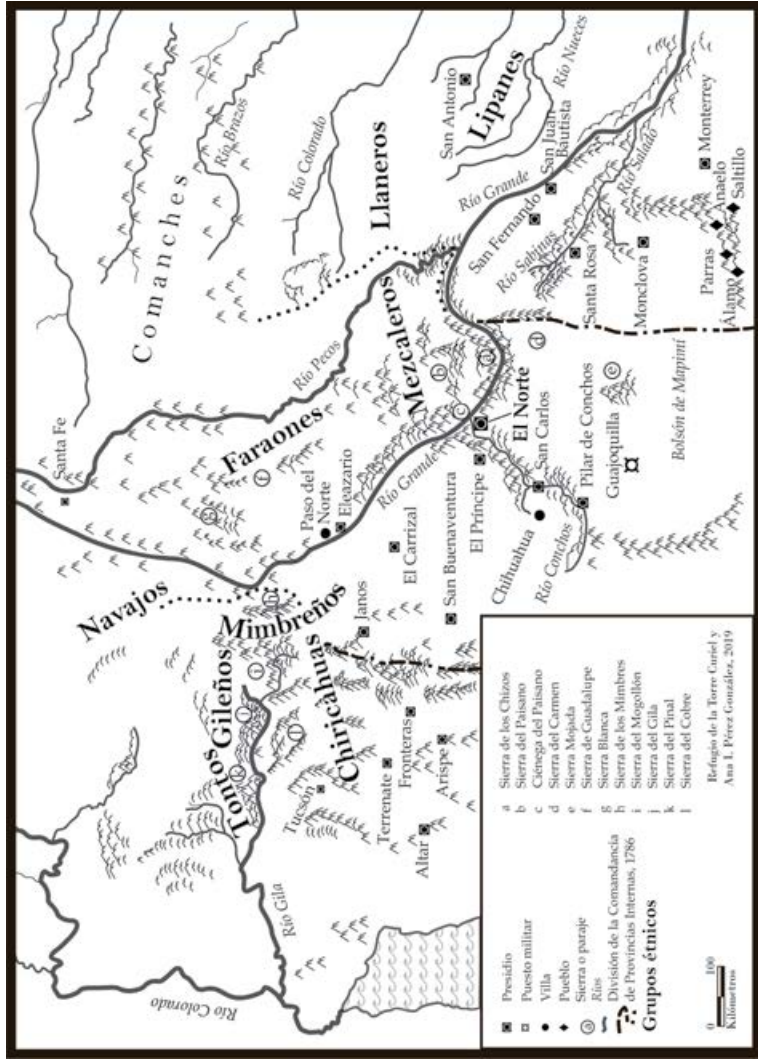 Santa Fe
Comanches
Río Brazos
Río Colorado
Llaneros
San Antonio
Lipanes
Río Nueces
San Juan
Bautista
Río Grande
San Fernando
Río Sabinas
Río Salado
Santa Rosa
Monclova
Monterrey
Anaelo
Saltillo
Parras
Álamo
Río Pecos
Mezcaleros
Faraones
f
g
b
c
a
d
e
Paso del
Norte
Eleazario
Río Grande
El Norte
San Carlos
Pilar de Conchos
Guajoquilla
Bolsón de Mapimí
El Carrizal
San Buenaventura
El Príncipe
Chihuahua
Río Conchos
Navajos
Mimbreños
h
Gileños
Tontos
i
j
k
l
Chiricahuas
Janos
Tucsón
Terrenate
Fronteras
Arispe
Altar
Río Gila
Río Colorado
Presidio
Puesto militar
Villa
Pueblo
a Sierra o paraje
Ríos
División de la Comandancia
de Provincias Internas, 1786
Grupos étnicos
a Sierra de los Chizos
b Sierra del Paisano
c Ciénega del Paisano
d Sierra del Carmen
e Sierra Mojada
f Sierra de Guadalupe
g Sierra Blanca
h Sierra de los Mimbres
i Sierra del Mogollón
j Sierra del Gila
k Sierra del Pinal
l Sierra del Cobre
0 100
Kilómetros
Refugio de la Torre Curiel y
Ana I. Pérez González, 2019